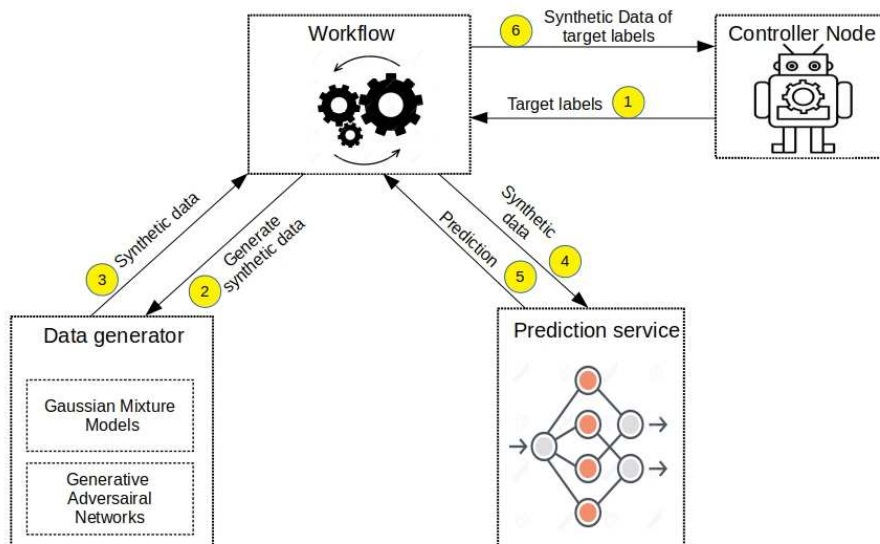 Workflow
6
Synthetic Data of
target labels
Controller Node
Target labels
1
3
Synthetic data
2
Generate
synthetic data
Prediction
5
Synthetic
data
4
Data generator
Gaussian Mixture
Models
Generative
Adversairal
Networks
Prediction service